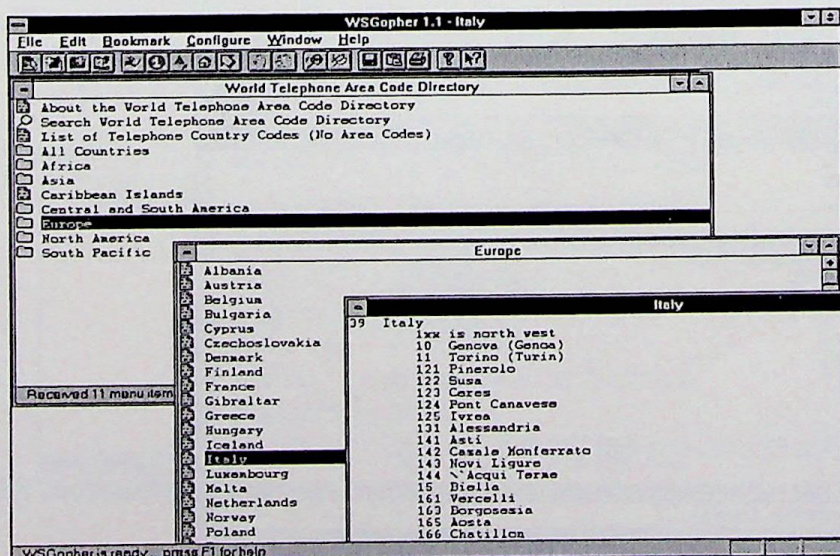 WSGopher 1.1 - Italy
File Edit Bookmark Configure Window Help
World Telephone Area Code Directory
About the World Telephone Area Code Directory
Search World Telephone Area Code Directory
List of Telephone Country Codes (No Area Codes)
All Countries
Africa
Asia
Caribbean Islands
Central and South America
Europe
North America
South Pacific
Received 11 menu item
Europe
Albania
Austria
Belgium
Bulgaria
Cyprus
Czechoslovakia
Denmark
Finland
France
Gibraltar
Greece
Hungary
Iceland
Italy
Luxembourg
Malta
Netherlands
Norway
Poland
Italy
39 Italy
1xx is north west
10 Genova (Genoa)
11 Torino (Turin)
121 Pinerolo
122 Susa
123 Ceres
124 Pont Canavese
125 Ivrea
131 Alessandria
141 Asti
142 Casale Monferrato
143 Novi Ligure
144 ~`Acqui Terme
15 Biella
161 Vercelli
163 Borgosesia
165 Aosta
166 Chatillon
WSGopher is ready... press F1 for help